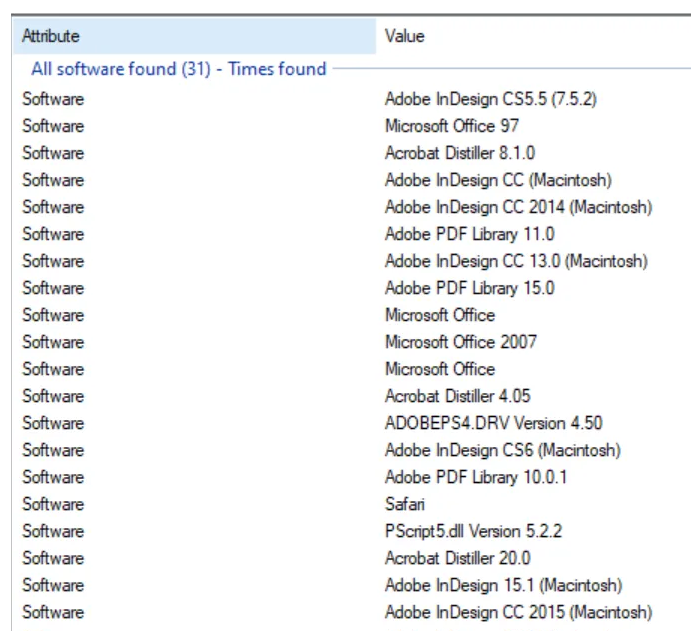 Attribute Value
All software found (31) - Times found
Software Adobe InDesign CS5.5 (7.5.2)
Software Microsoft Office 97
Software Acrobat Distiller 8.1.0
Software Adobe InDesign CC (Macintosh)
Software Adobe InDesign CC 2014 (Macintosh)
Software Adobe PDF Library 11.0
Software Adobe InDesign CC 13.0 (Macintosh)
Software Adobe PDF Library 15.0
Software Microsoft Office
Software Microsoft Office 2007
Software Microsoft Office
Software Acrobat Distiller 4.05
Software ADOBEPS4.DRV Version 4.50
Software Adobe InDesign CS6 (Macintosh)
Software Adobe PDF Library 10.0.1
Software Safari
Software PScript5.dll Version 5.2.2
Software Acrobat Distiller 20.0
Software Adobe InDesign 15.1 (Macintosh)
Software Adobe InDesign CC 2015 (Macintosh)